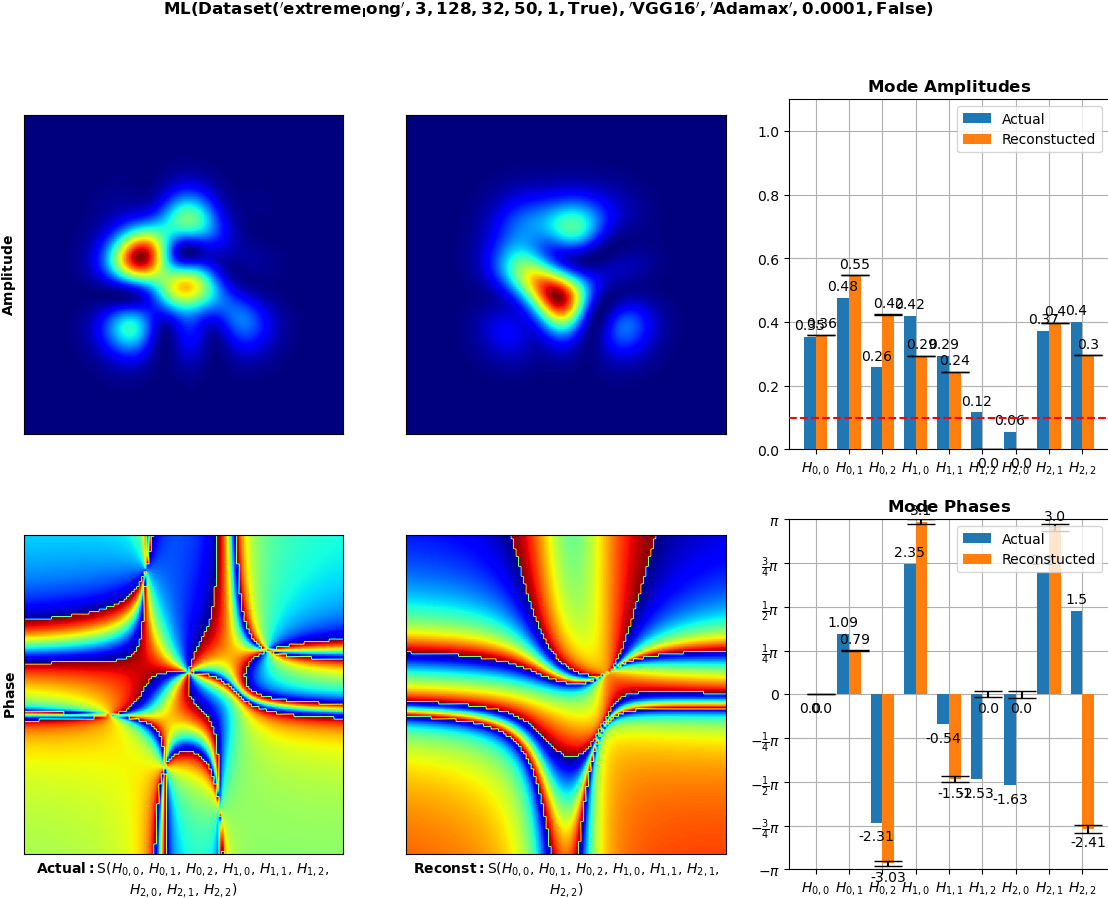 ML(Dataset('extreme_long', 3, 128, 32, 50, 1, True), 'VGG16', 'Adamax', 0.0001, False)
Amplitude
Mode Amplitudes
Actual
Reconstucted
1.0
0.8
0.6
0.4
0.2
0.0
0.35 0.36 0.48 0.55 0.26 0.42 0.42 0.29 0.29 0.24 0.12 0.0 0.06 0.0 0.37 0.4 0.4 0.3
H0,0 H0,1 H0,2 H1,0 H1,1 H1,2 H2,0 H2,1 H2,2
Phase
Mode Phases
Actual
Reconstucted
π
3/4π
1/2π
1/4π
0
−1/4π
−1/2π
−3/4π
−π
0.0 0.0 1.09 0.79 -2.31 -3.03 2.35 3.1 -0.54 -1.52 -1.53 0.0 -1.63 0.0 3.0 1.5 -2.41
H0,0 H0,1 H0,2 H1,0 H1,1 H1,2 H2,0 H2,1 H2,2
Actual: S(H0,0, H0,1, H0,2, H1,0, H1,1, H1,2,
H2,0, H2,1, H2,2)
Reconst: S(H0,0, H0,1, H0,2, H1,0, H1,1, H2,1,
H2,2)